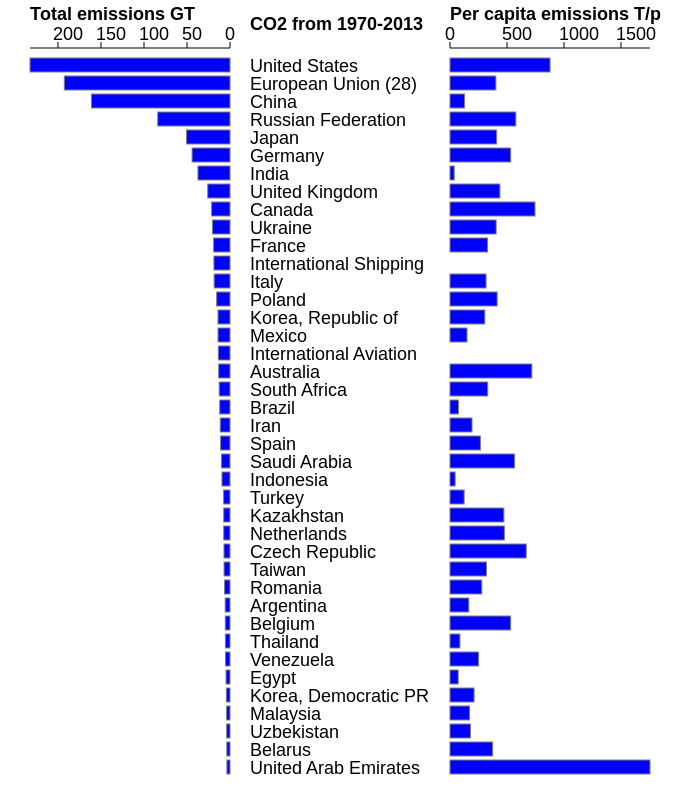 Total emissions GT
CO2 from 1970-2013
Per capita emissions T/p
200 150 100 50 0
0 500 1000 1500
United States
European Union (28)
China
Russian Federation
Japan
Germany
India
United Kingdom
Canada
Ukraine
France
International Shipping
Italy
Poland
Korea, Republic of
Mexico
International Aviation
Australia
South Africa
Brazil
Iran
Spain
Saudi Arabia
Indonesia
Turkey
Kazakhstan
Netherlands
Czech Republic
Taiwan
Romania
Argentina
Belgium
Thailand
Venezuela
Egypt
Korea, Democratic PR
Malaysia
Uzbekistan
Belarus
United Arab Emirates